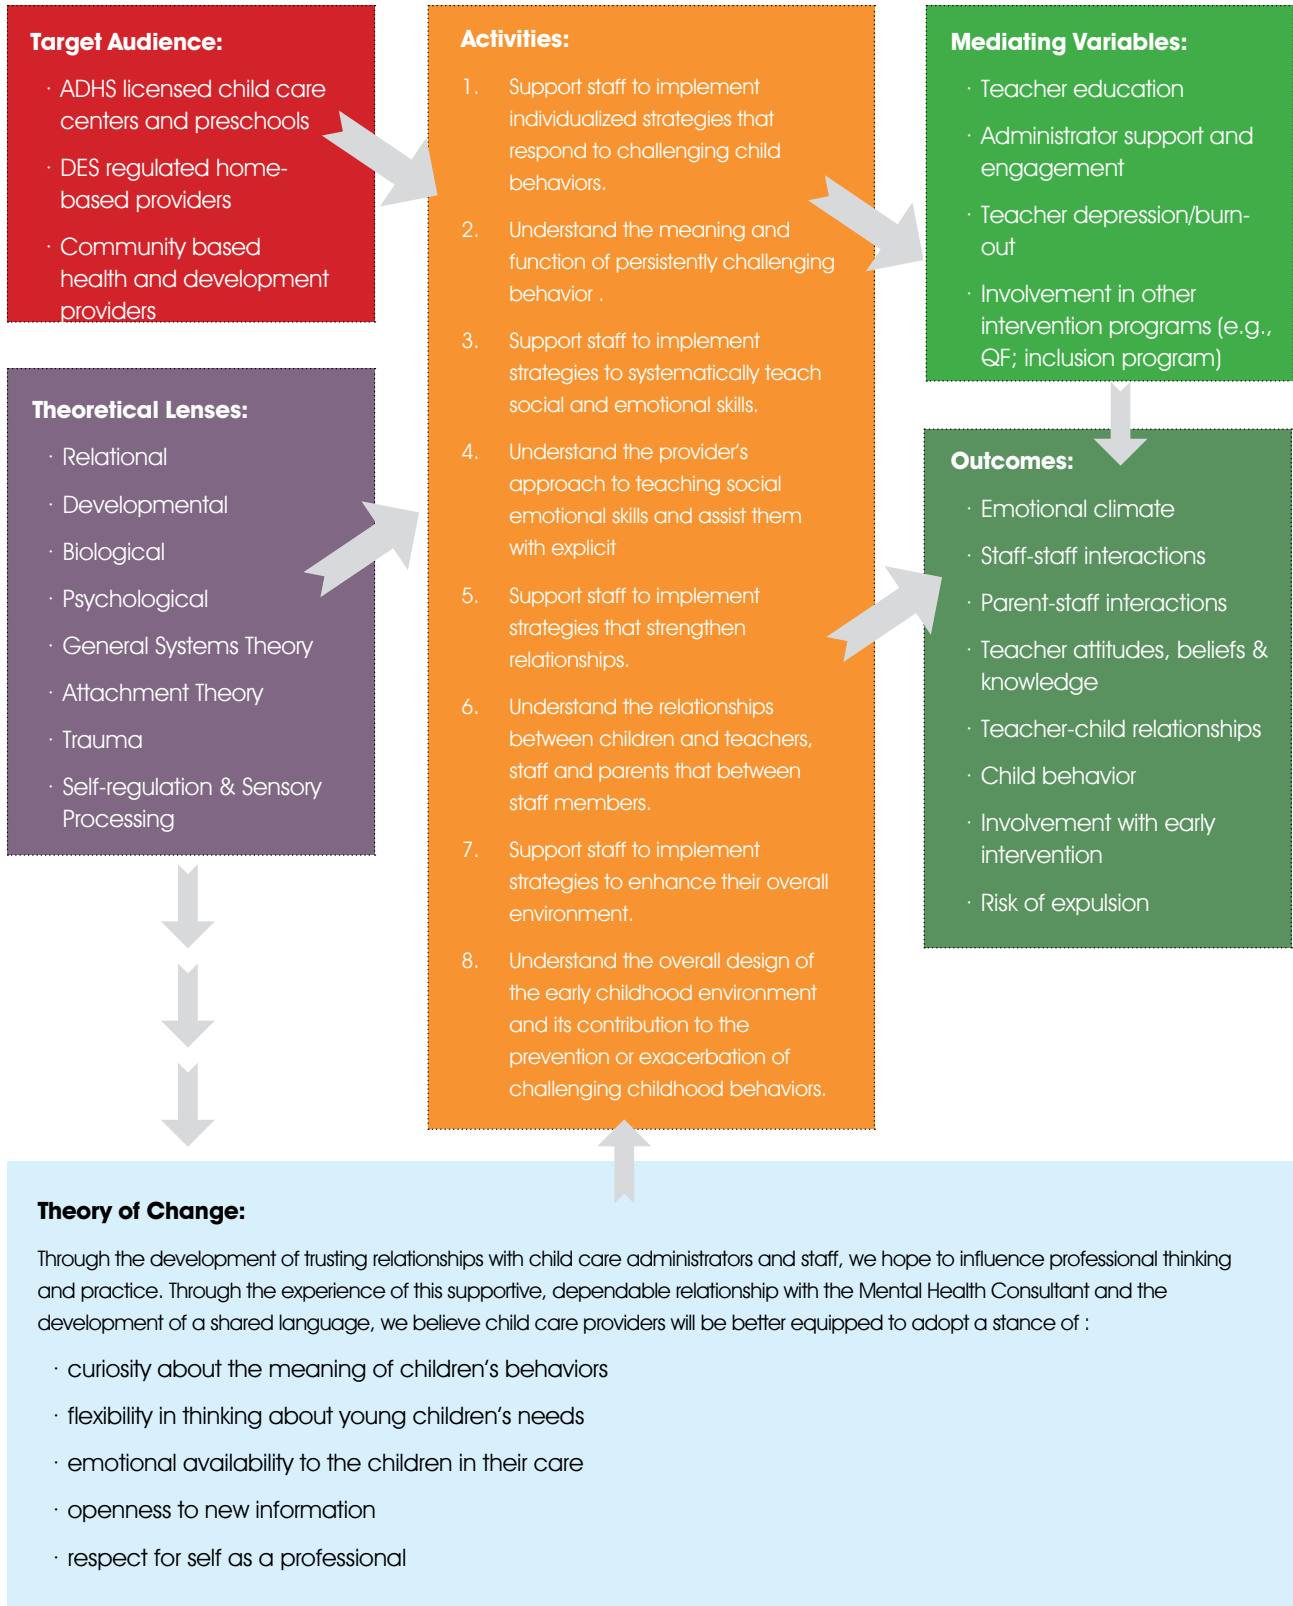 Target Audience:
· ADHS licensed child care
centers and preschools
· DES regulated home-
based providers
· Community based
health and development
providers
Theoretical Lenses:
· Relational
· Developmental
· Biological
· Psychological
· General Systems Theory
· Attachment Theory
· Trauma
· Self-regulation & Sensory
Processing
Activities:
1. Support staff to implement
individualized strategies that
respond to challenging child
behaviors.
2. Understand the meaning and
function of persistently challenging
behavior .
3. Support staff to implement
strategies to systematically teach
social and emotional skills.
4. Understand the provider’s
approach to teaching social
emotional skills and assist them
with explicit
5. Support staff to implement
strategies that strengthen
relationships.
6. Understand the relationships
between children and teachers,
staff and parents that between
staff members.
7. Support staff to implement
strategies to enhance their overall
environment.
8. Understand the overall design of
the early childhood environment
and its contribution to the
prevention or exacerbation of
challenging childhood behaviors.
Mediating Variables:
· Teacher education
· Administrator support and
engagement
· Teacher depression/burn-
out
· Involvement in other
intervention programs (e.g.,
QF; inclusion program)
Outcomes:
· Emotional climate
· Staff-staff interactions
· Parent-staff interactions
· Teacher attitudes, beliefs &
knowledge
· Teacher-child relationships
· Child behavior
· Involvement with early
intervention
· Risk of expulsion
Theory of Change:
Through the development of trusting relationships with child care administrators and staff, we hope to influence professional thinking
and practice. Through the experience of this supportive, dependable relationship with the Mental Health Consultant and the
development of a shared language, we believe child care providers will be better equipped to adopt a stance of :
· curiosity about the meaning of children’s behaviors
· flexibility in thinking about young children’s needs
· emotional availability to the children in their care
· openness to new information
· respect for self as a professional